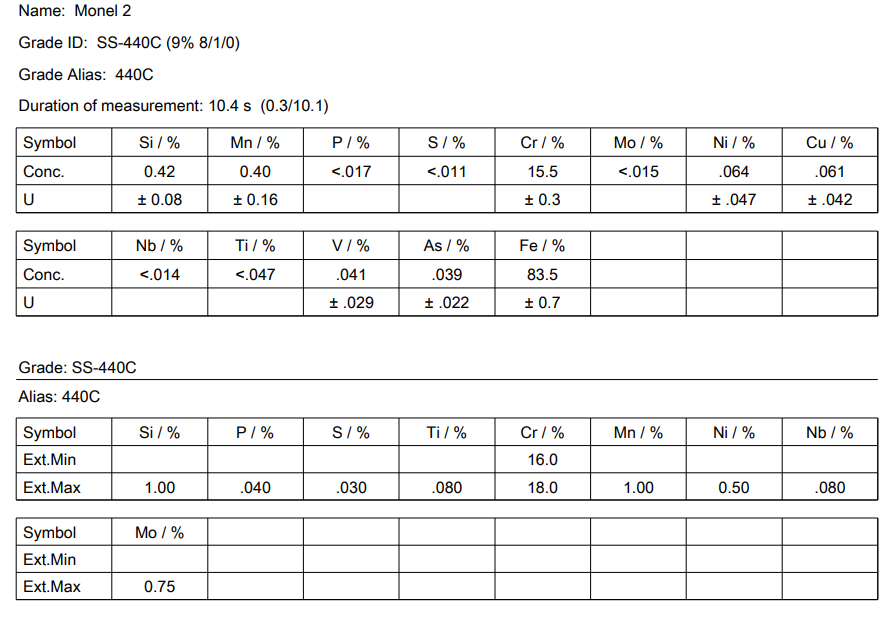 Name: Monel 2
Grade ID: SS-440C (9% 8/1/0)
Grade Alias: 440C
Duration of measurement: 10.4 s (0.3/10.1)
Symbol Si / % Mn / % P / % S / % Cr / % Mo / % Ni / % Cu / %
Conc. 0.42 0.40 <.017 <.011 15.5 <.015 .064 .061
U ± 0.08 ± 0.16 ± 0.3 ± .047 ± .042
Symbol Nb / % Ti / % V / % As / % Fe / %
Conc. <.014 <.047 .041 .039 83.5
U ± .029 ± .022 ± 0.7
Grade: SS-440C
Alias: 440C
Symbol Si / % P / % S / % Ti / % Cr / % Mn / % Ni / % Nb / %
Ext.Min 16.0
Ext.Max 1.00 .040 .030 .080 18.0 1.00 0.50 .080
Symbol Mo / %
Ext.Min
Ext.Max 0.75